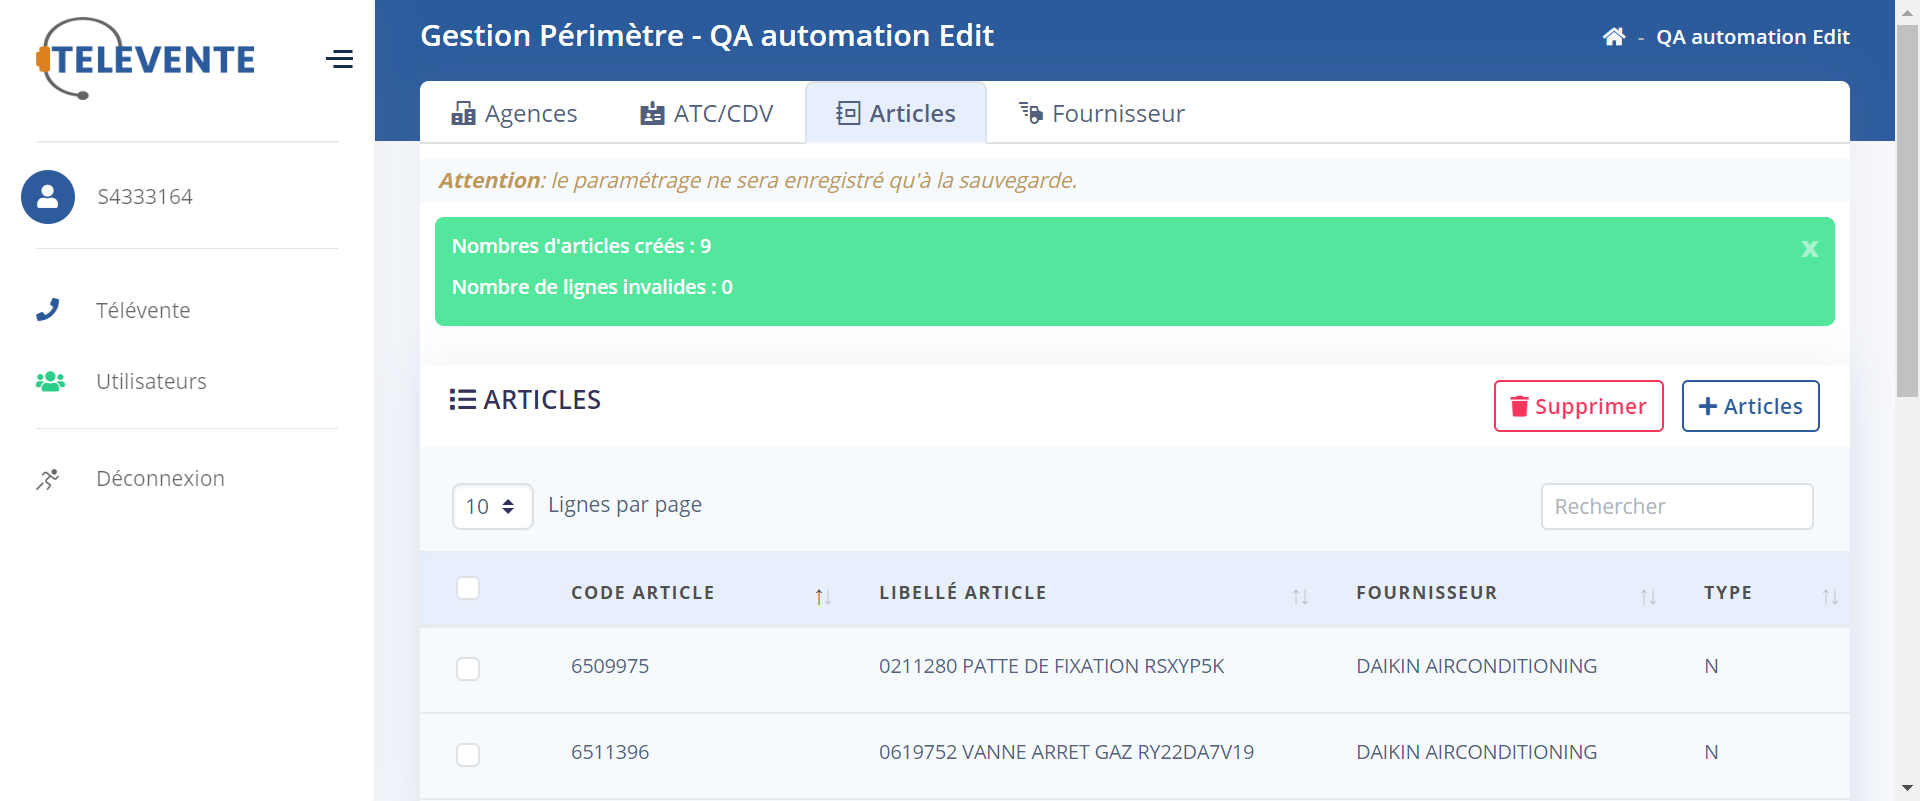 TELEVENTE
S4333164
Télévente
Utilisateurs
Déconnexion
Gestion Périmètre - QA automation Edit
- QA automation Edit
Agences
ATC/CDV
Articles
Fournisseur
Attention: le paramétrage ne sera enregistré qu'à la sauvegarde.
Nombres d'articles créés : 9
x
Nombre de lignes invalides : 0
ARTICLES
Supprimer
Articles
10
Lignes par page
Rechercher
CODE ARTICLE LIBELLÉ ARTICLE FOURNISSEUR TYPE
6509975 0211280 PATTE DE FIXATION RSXYP5K DAIKIN AIRCONDITIONING N
6511396 0619752 VANNE ARRET GAZ RY22DA7V19 DAIKIN AIRCONDITIONING N